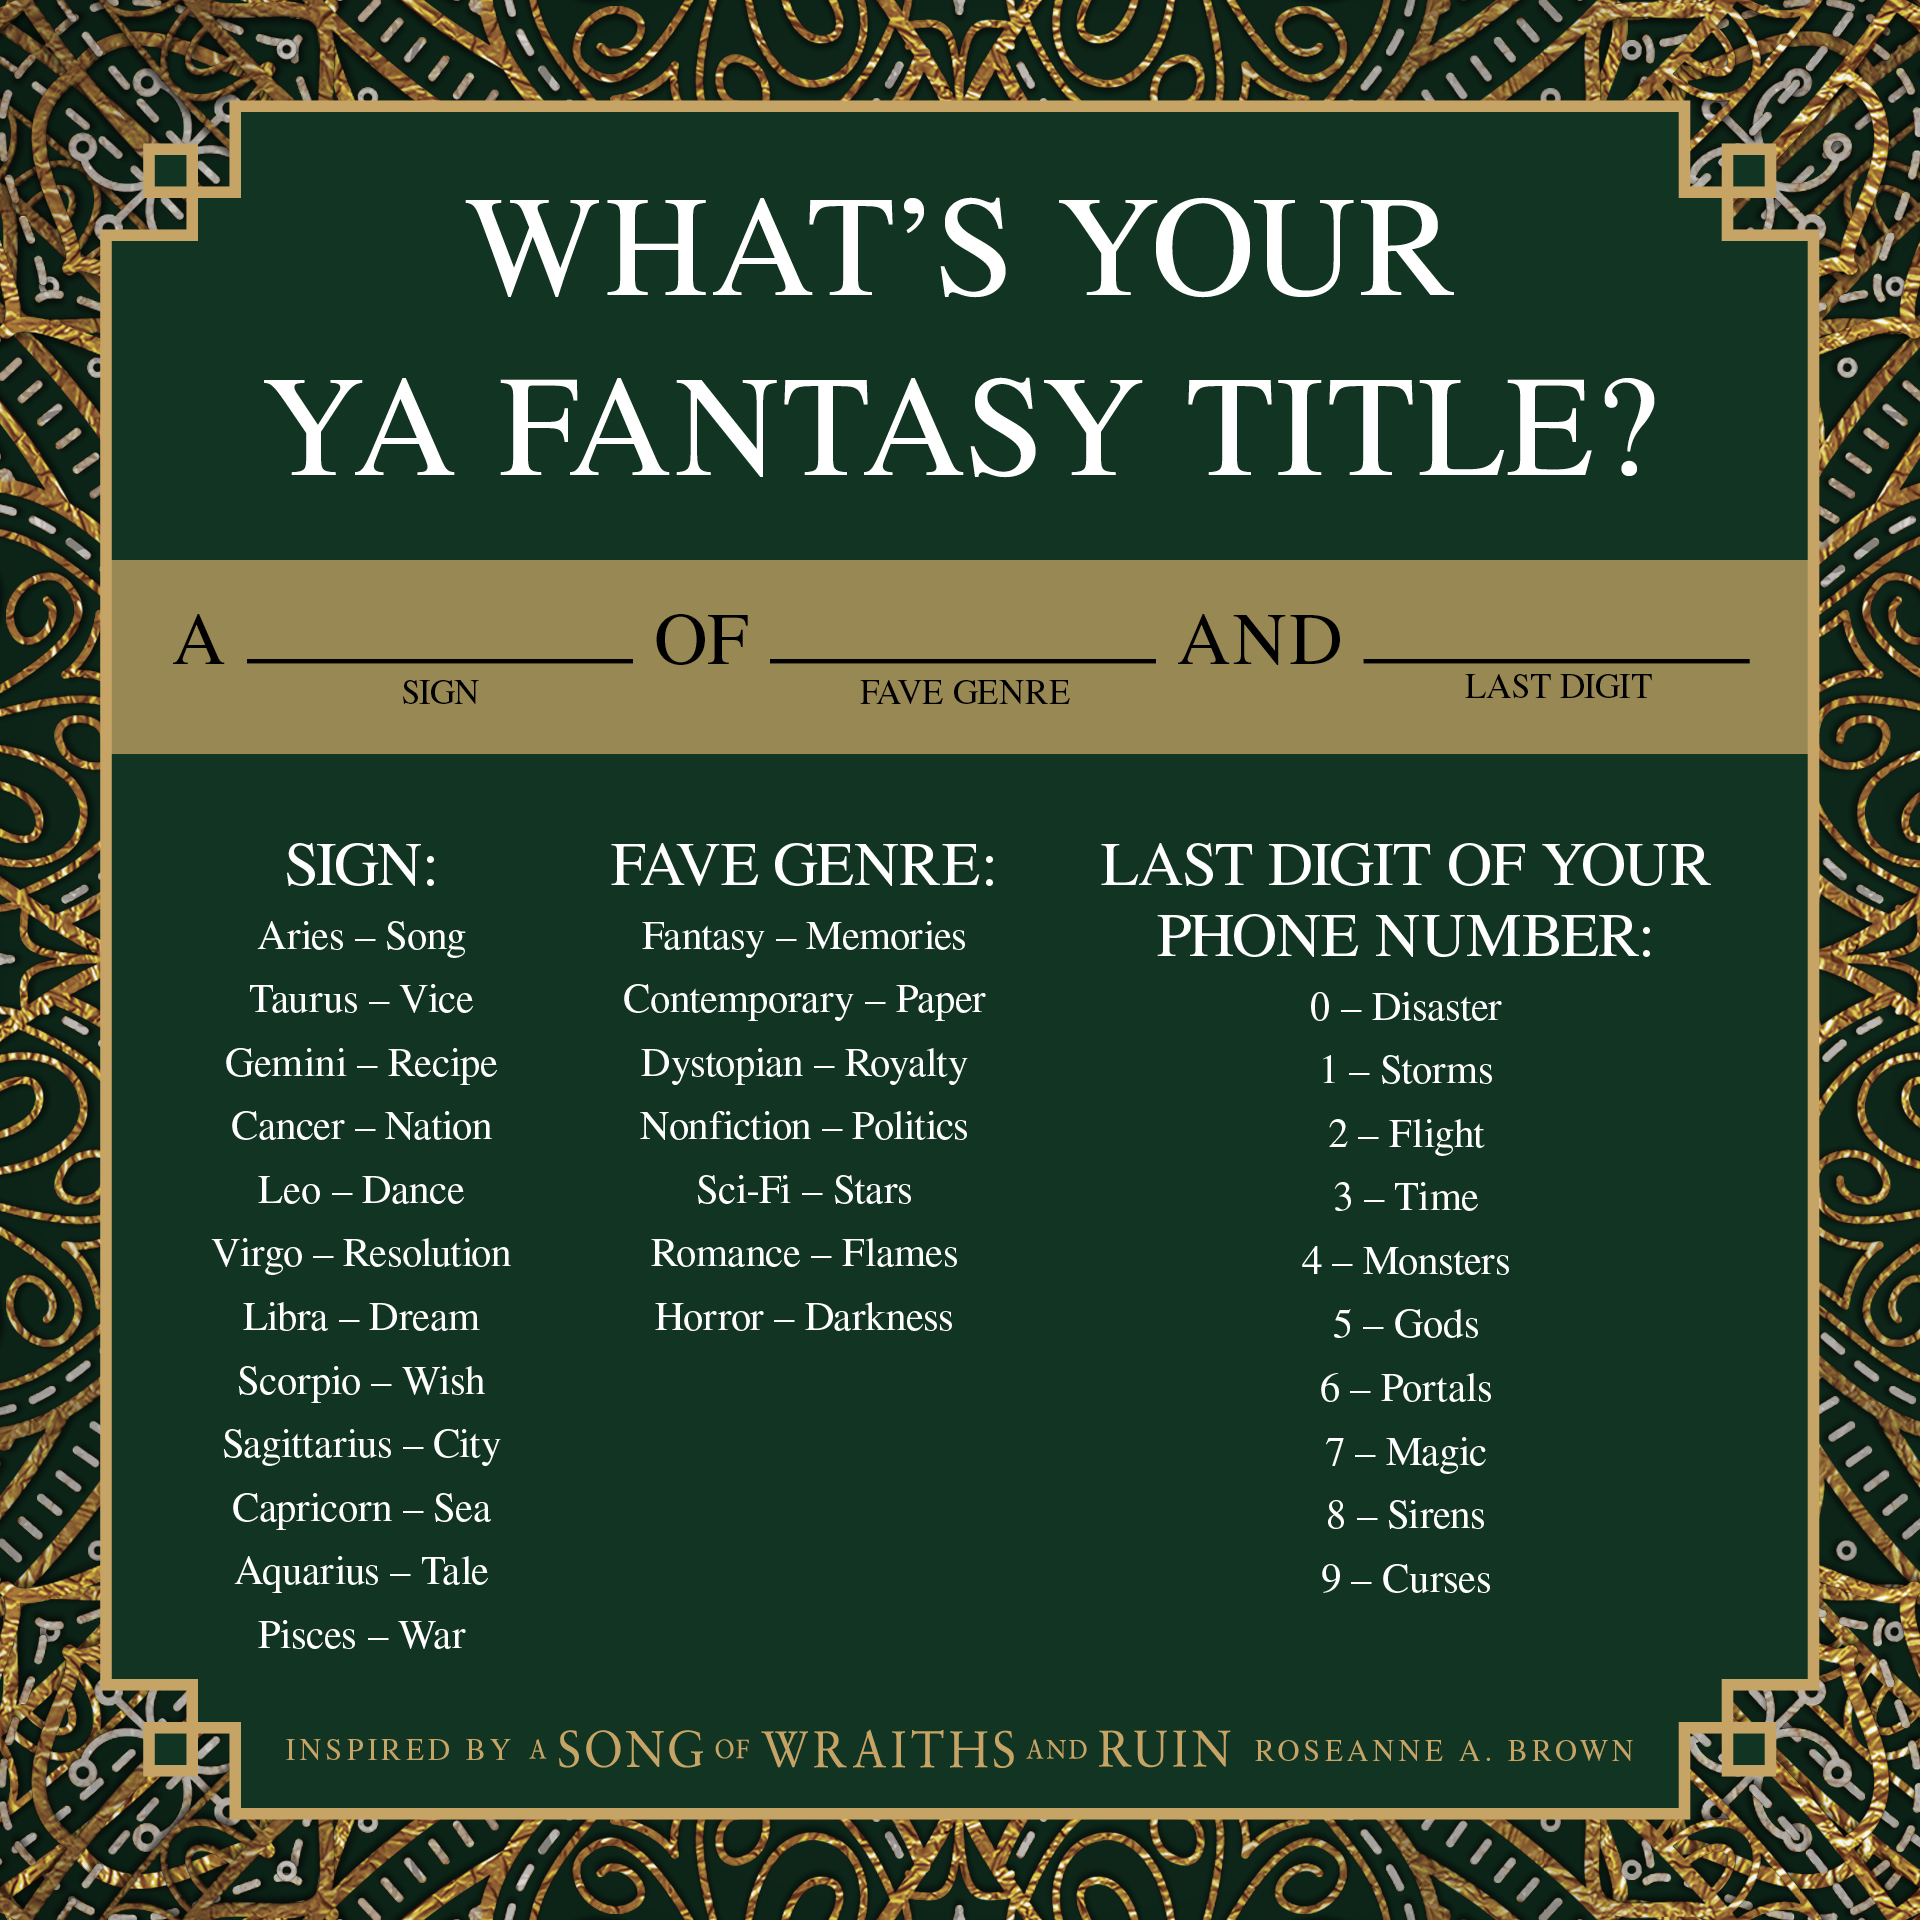 WHAT’S YOUR
YA FANTASY TITLE?
A ____ OF ____ AND ____
SIGN FAVE GENRE LAST DIGIT
SIGN:
Aries – Song
Taurus – Vice
Gemini – Recipe
Cancer – Nation
Leo – Dance
Virgo – Resolution
Libra – Dream
Scorpio – Wish
Sagittarius – City
Capricorn – Sea
Aquarius – Tale
Pisces – War
FAVE GENRE:
Fantasy – Memories
Contemporary – Paper
Dystopian – Royalty
Nonfiction – Politics
Sci-Fi – Stars
Romance – Flames
Horror – Darkness
LAST DIGIT OF YOUR
PHONE NUMBER:
0 – Disaster
1 – Storms
2 – Flight
3 – Time
4 – Monsters
5 – Gods
6 – Portals
7 – Magic
8 – Sirens
9 – Curses
INSPIRED BY A SONG OF WRAITHS AND RUIN ROSEANNE A. BROWN